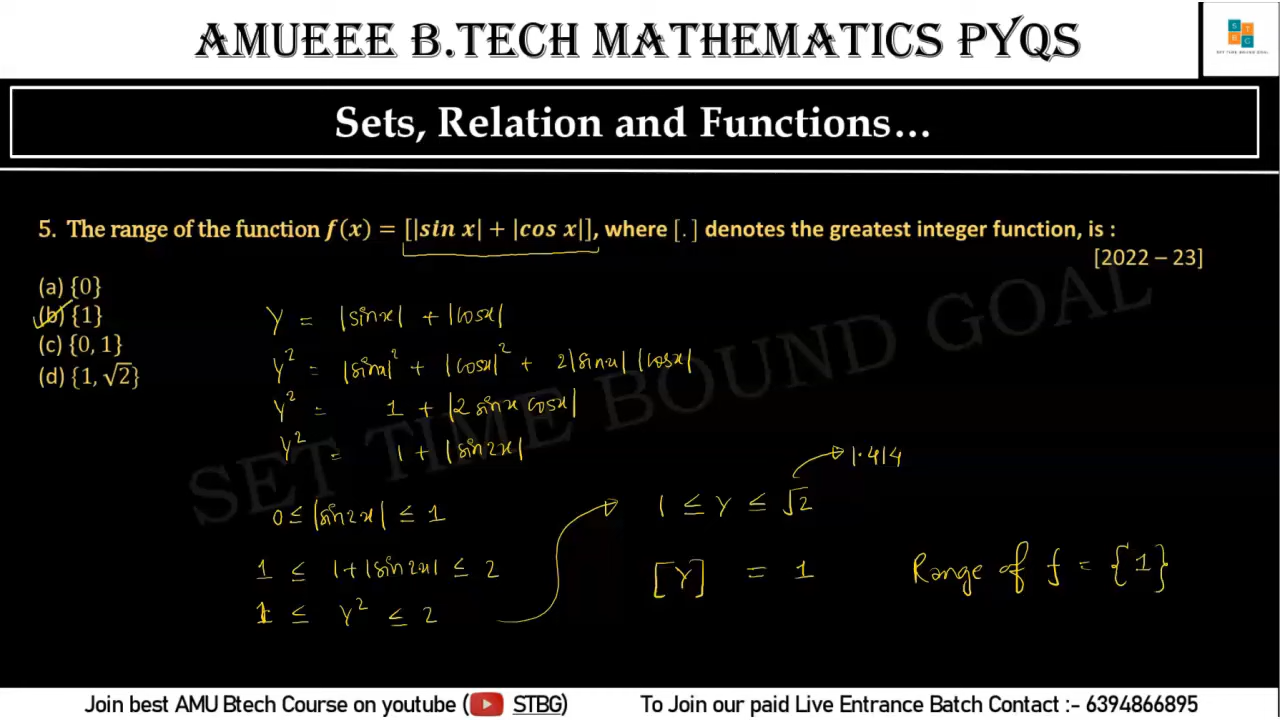 AMUEEE B.TECH MATHEMATICS PYQS
SET TIME BOUND GOAL
Sets, Relation and Functions...
5. The range of the function f(x) = [|sin x| + |cos x|], where [.] denotes the greatest integer function, is :
[2022 – 23]
(a) {0}
(b) {1}
(c) {0, 1}
(d) {1, √2}
Y = |sinx| + |cosx|
Y² = |sinx|² + |cosx|² + 2|sinx| |cosx|
Y² = 1 + |2 sinx cosx|
Y² = 1 + |sin2x|
0 ≤ |sin2x| ≤ 1
1 ≤ 1+|sin2x| ≤ 2
1 ≤ Y² ≤ 2
1 ≤ Y ≤ √2
1.414
[Y] = 1
Range of f = {1}
SET TIME BOUND GOAL
Join best AMU Btech Course on youtube ( STBG)
To Join our paid Live Entrance Batch Contact :- 6394866895